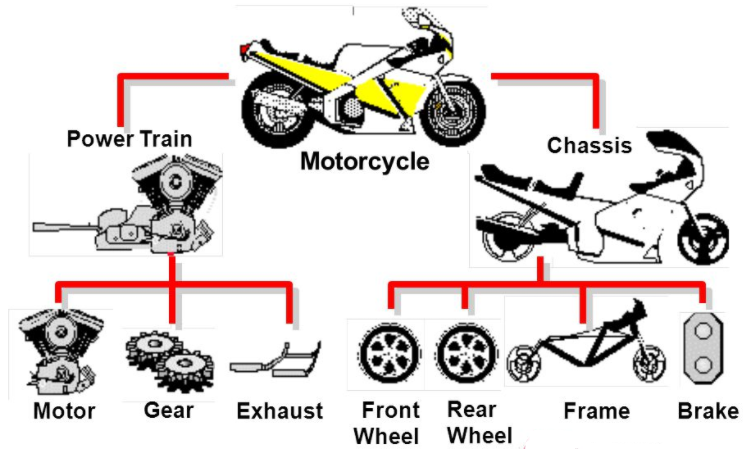 Motorcycle
Power Train
Chassis
Motor
Gear
Exhaust
Front
Wheel
Rear
Wheel
Frame
Brake